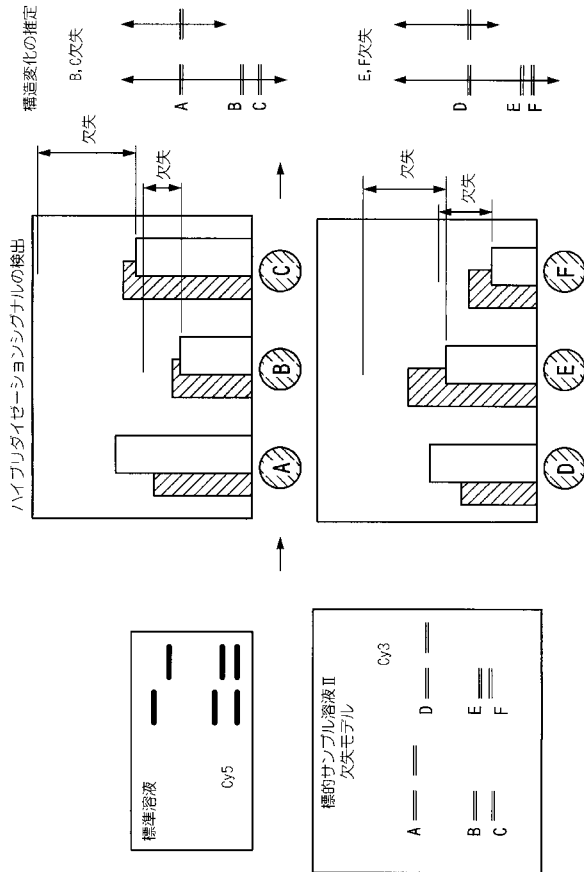 標準溶液
Cy5
標的サンプル溶液Ⅱ
欠失モデル
Cy3
A
B
C
D
E
F
ハイブリダイゼーションシグナルの検出
A
B
C
欠失
欠失
D
E
F
欠失
欠失
構造変化の推定
B, C欠失
A
B
C
E, F欠失
D
E
F